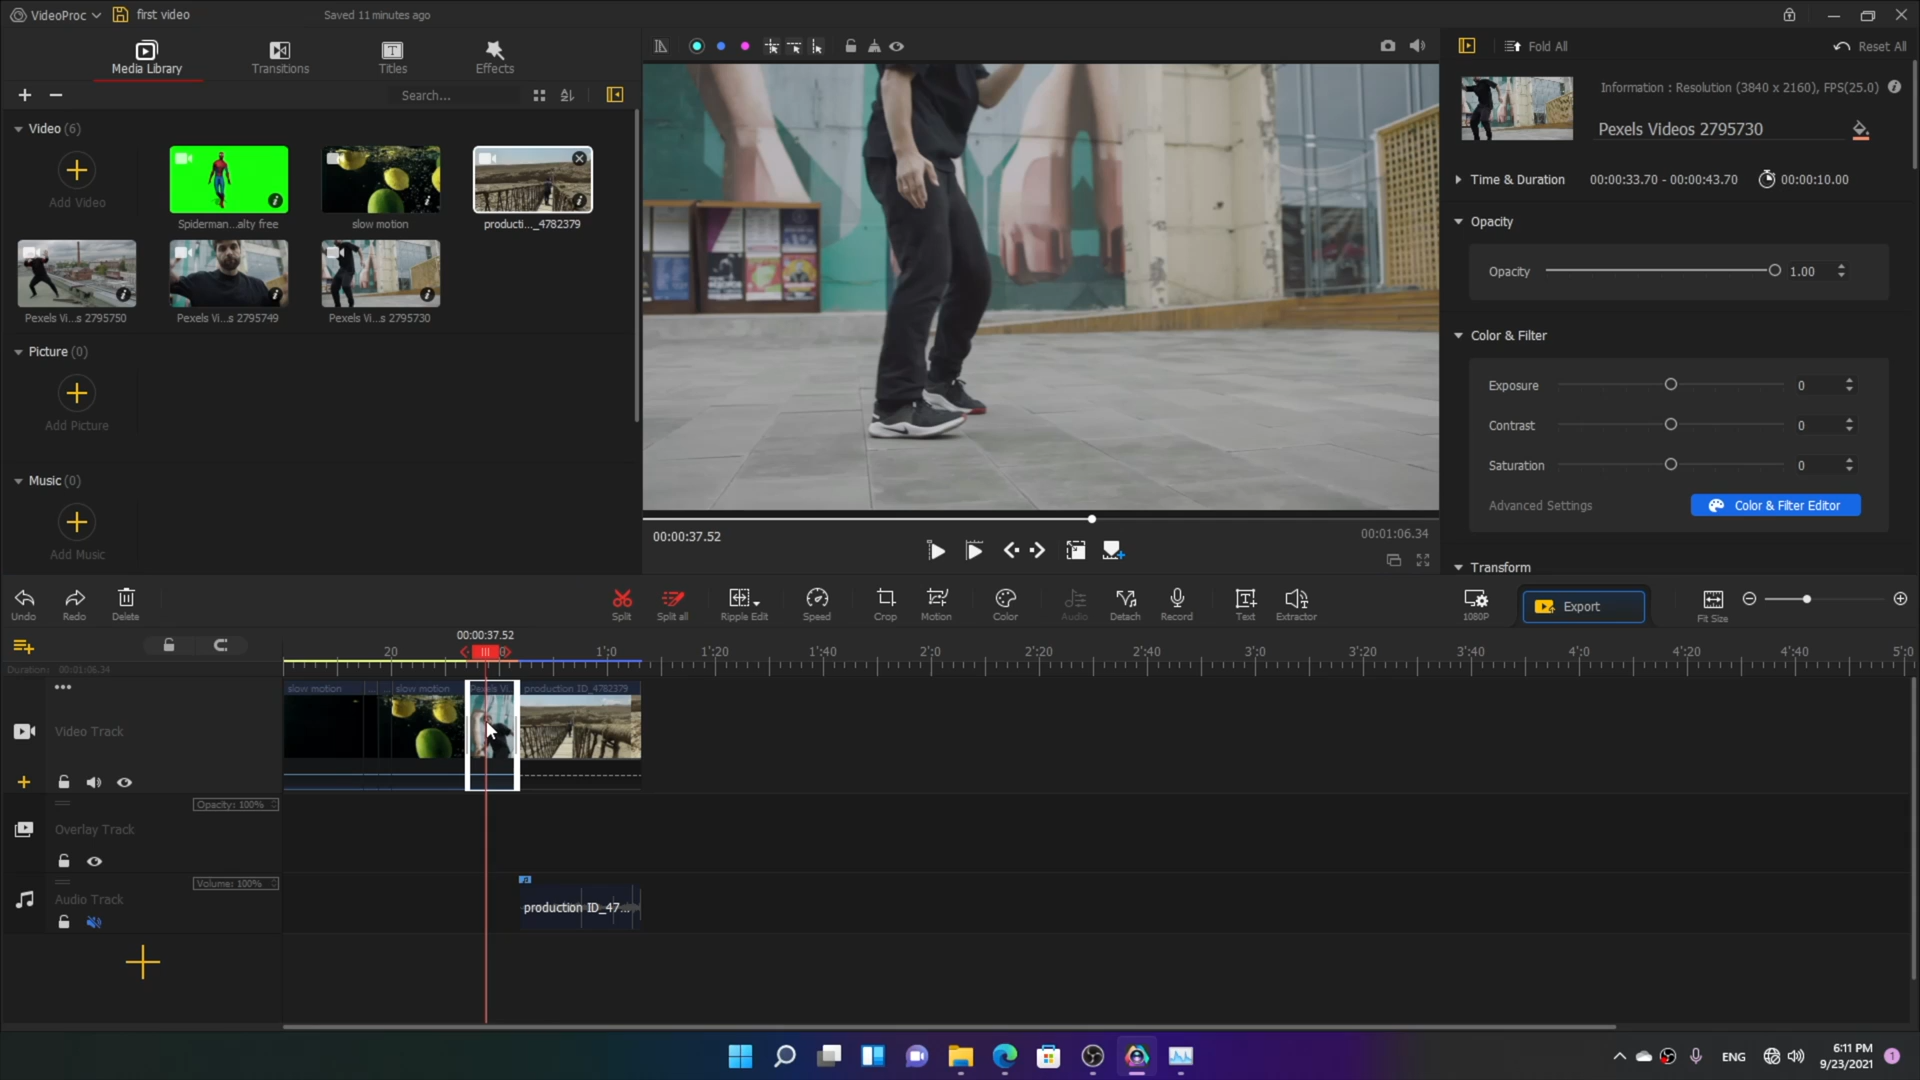 VideoProc
first video
Saved 11 minutes ago
Media Library
Transitions
Titles
Effects
Search...
Video (6)
Add Video
Spiderman...alty free
slow motion
producti..._4782379
Pexels Vi...s 2795750
Pexels Vi...s 2795749
Pexels Vi...s 2795730
Picture (0)
Add Picture
Music (0)
Add Music
00:00:37.52
00:01:06.34
Fold All
Reset All
Information : Resolution (3840 x 2160), FPS(25.0)
Pexels Videos 2795730
Time & Duration
00:00:33.70 - 00:00:43.70
00:00:10.00
Opacity
Opacity
1.00
Color & Filter
Exposure
0
Contrast
0
Saturation
0
Advanced Settings
Color & Filter Editor
Transform
Undo
Redo
Delete
Split
Split all
Ripple Edit
Speed
Crop
Motion
Color
Audio
Detach
Record
Text
Extractor
1080P
Export
Fit Size
00:00:37.52
20
1':0
1':20
1':40
2':0
2':20
2':40
3':0
3':20
3':40
4':0
4':20
4':40
5':0
Duration: 00:01:06.34
slow motion
slow motion
Pexels Vi...
production ID_4782379
Video Track
Opacity: 100%
Overlay Track
Volume: 100%
Audio Track
production ID_47...
ENG
6:11 PM
9/23/2021
1